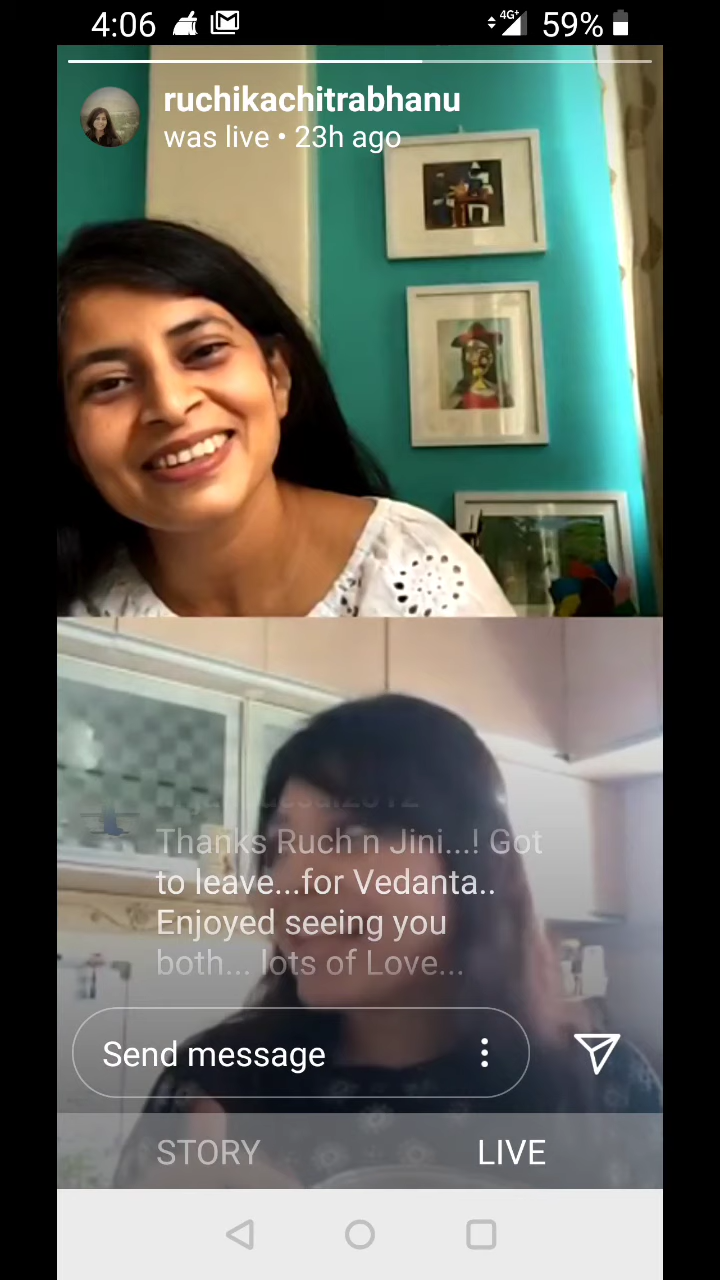 4:06 4G+ 59%
ruchikachitrabhanu
was live • 23h ago
Thanks Ruch n Jini...! Got
to leave...for Vedanta..
Enjoyed seeing you
both... lots of Love...
Send message
STORY LIVE